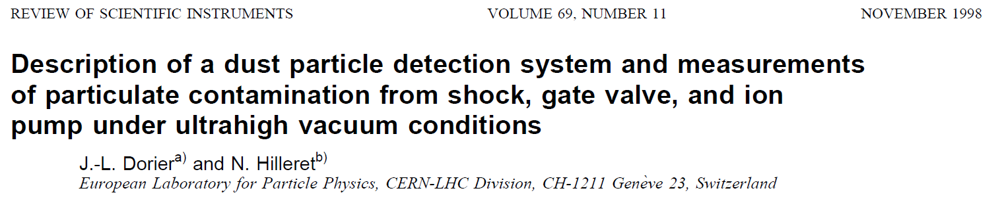 REVIEW OF SCIENTIFIC INSTRUMENTS VOLUME 69, NUMBER 11 NOVEMBER 1998
Description of a dust particle detection system and measurements
of particulate contamination from shock, gate valve, and ion
pump under ultrahigh vacuum conditions
J.-L. Dorier a) and N. Hilleret b)
European Laboratory for Particle Physics, CERN-LHC Division, CH-1211 Genève 23, Switzerland